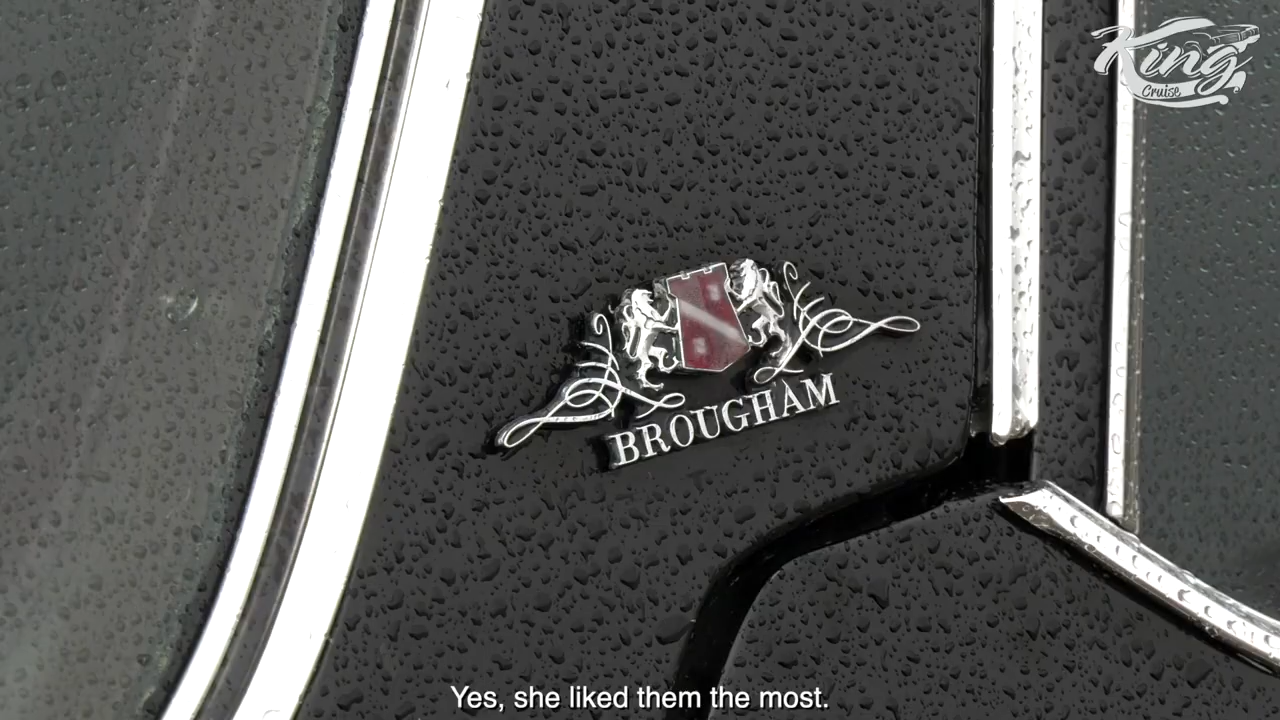 King
Cruise
BROUGHAM
Yes, she liked them the most.